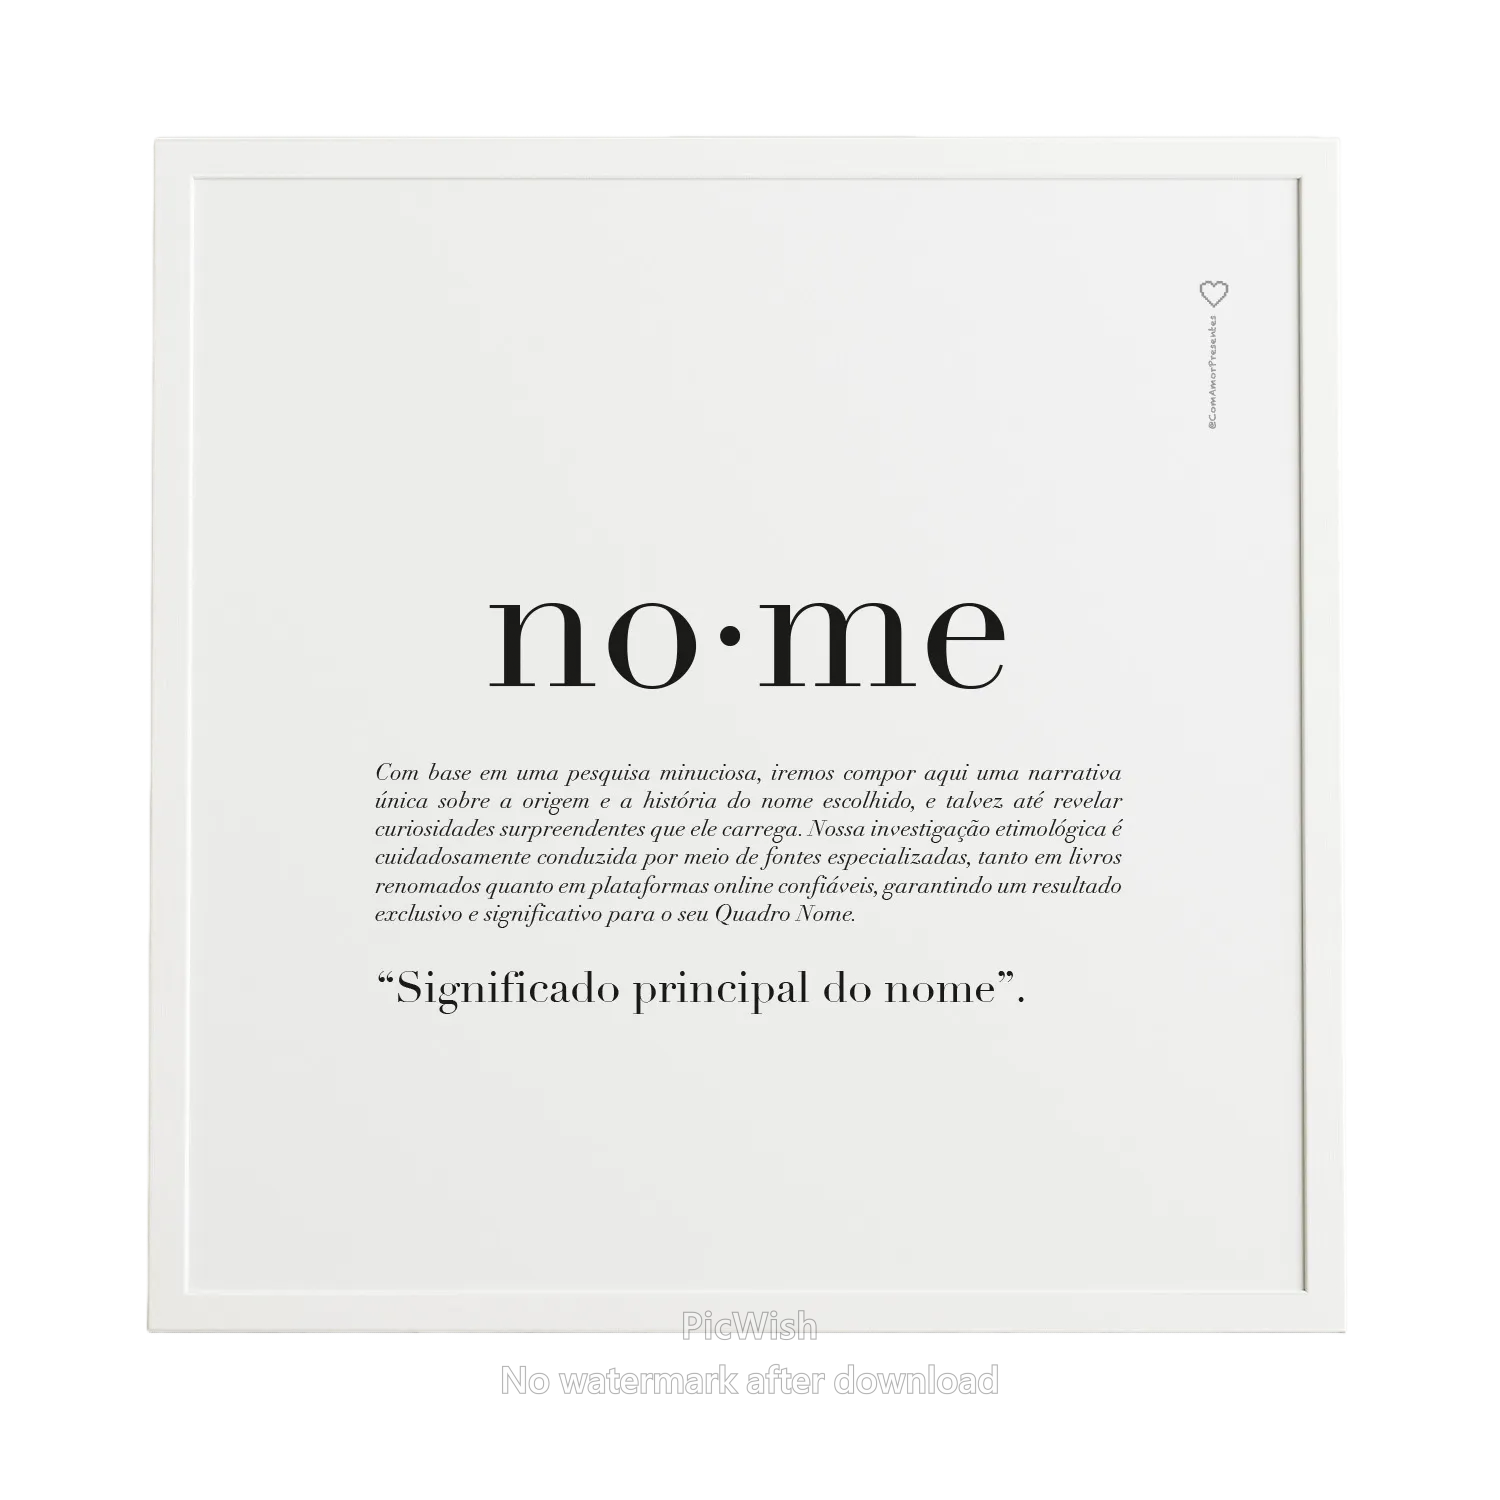 @ComAmorPresentes
no·me
Com base em uma pesquisa minuciosa, iremos compor aqui uma narrativa
única sobre a origem e a história do nome escolhido, e talvez até revelar
curiosidades surpreendentes que ele carrega. Nossa investigação etimológica é
cuidadosamente conduzida por meio de fontes especializadas, tanto em livros
renomados quanto em plataformas online confiáveis, garantindo um resultado
exclusivo e significativo para o seu Quadro Nome.
“Significado principal do nome”.
PicWish
No watermark after download